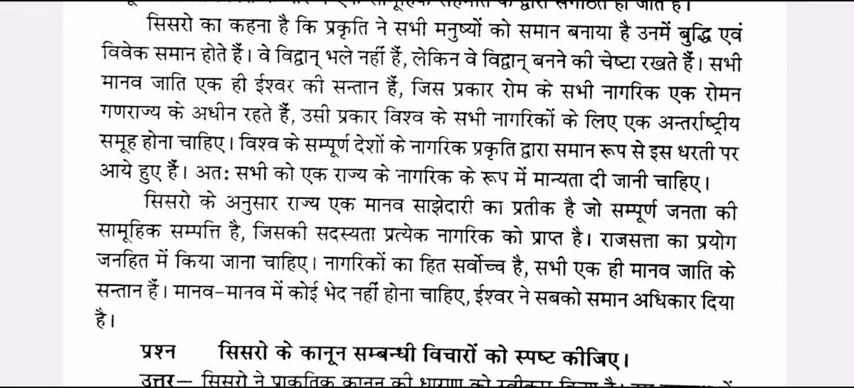 सिसरो का कहना है कि प्रकृति ने सभी मनुष्यों को समान बनाया है उनमें बुद्धि एवं
विवेक समान होते हैं। वे विद्वान् भले नहीं हैं, लेकिन वे विद्वान् बनने की चेष्टा रखते हैं। सभी
मानव जाति एक ही ईश्वर की सन्तान हैं, जिस प्रकार रोम के सभी नागरिक एक रोमन
गणराज्य के अधीन रहते हैं, उसी प्रकार विश्व के सभी नागरिकों के लिए एक अन्तर्राष्ट्रीय
समूह होना चाहिए। विश्व के सम्पूर्ण देशों के नागरिक प्रकृति द्वारा समान रूप से इस धरती पर
आये हुए हैं। अत: सभी को एक राज्य के नागरिक के रूप में मान्यता दी जानी चाहिए।
सिसरो के अनुसार राज्य एक मानव साझेदारी का प्रतीक है जो सम्पूर्ण जनता की
सामूहिक सम्पत्ति है, जिसकी सदस्यता प्रत्येक नागरिक को प्राप्त है। राजसत्ता का प्रयोग
जनहित में किया जाना चाहिए। नागरिकों का हित सर्वोच्च है, सभी एक ही मानव जाति के
सन्तान हैं। मानव-मानव में कोई भेद नहीं होना चाहिए, ईश्वर ने सबको समान अधिकार दिया
है।
प्रश्न सिसरो के कानून सम्बन्धी विचारों को स्पष्ट कीजिए।
उत्तर— सिसरो ने प्राकृतिक कानून की धारणा को स्वीकार किया है।